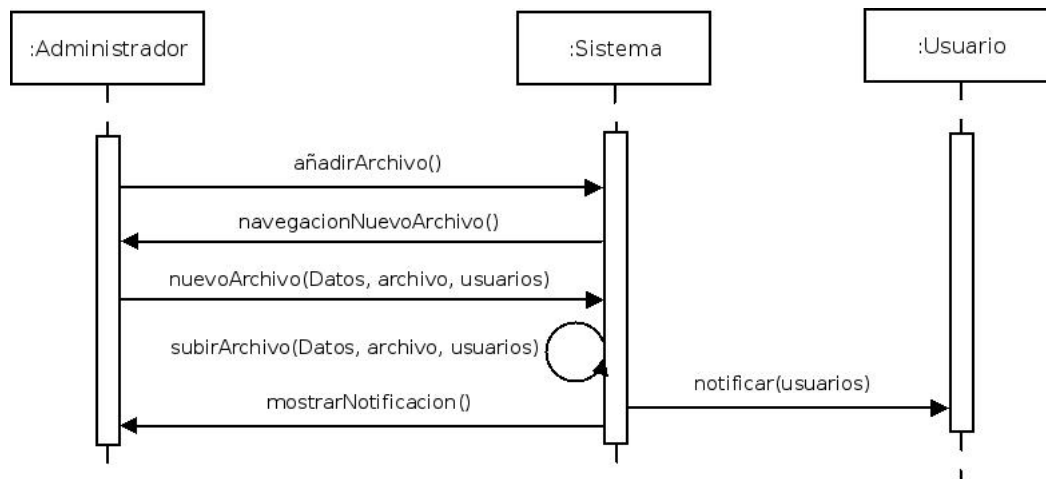 :Administrador
:Sistema
:Usuario
añadirArchivo()
navegacionNuevoArchivo()
nuevoArchivo(Datos, archivo, usuarios)
subirArchivo(Datos, archivo, usuarios)
notificar(usuarios)
mostrarNotificacion()